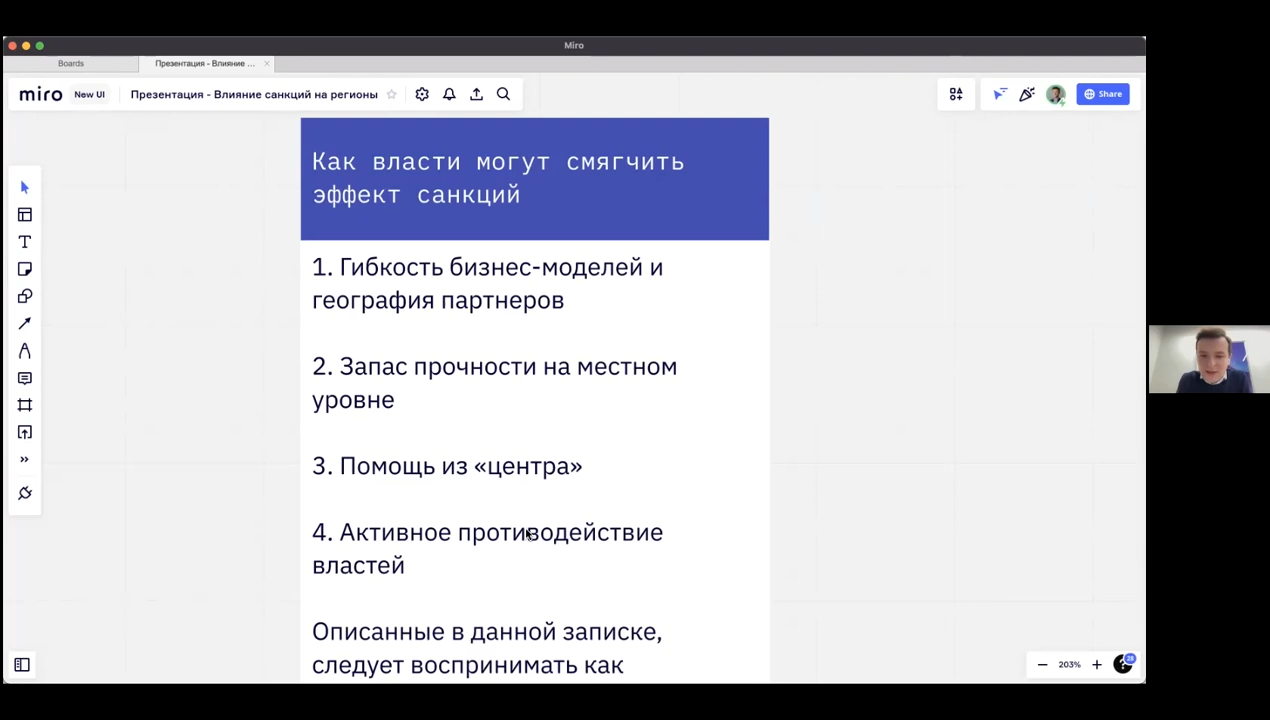 Miro
Boards
Презентация - Влияние ...
miro
New UI
Презентация - Влияние санкций на регионы
Share
Как власти могут смягчить
эффект санкций
1. Гибкость бизнес-моделей и
география партнеров
2. Запас прочности на местном
уровне
3. Помощь из «центра»
4. Активное противодействие
властей
Описанные в данной записке,
следует воспринимать как
203%